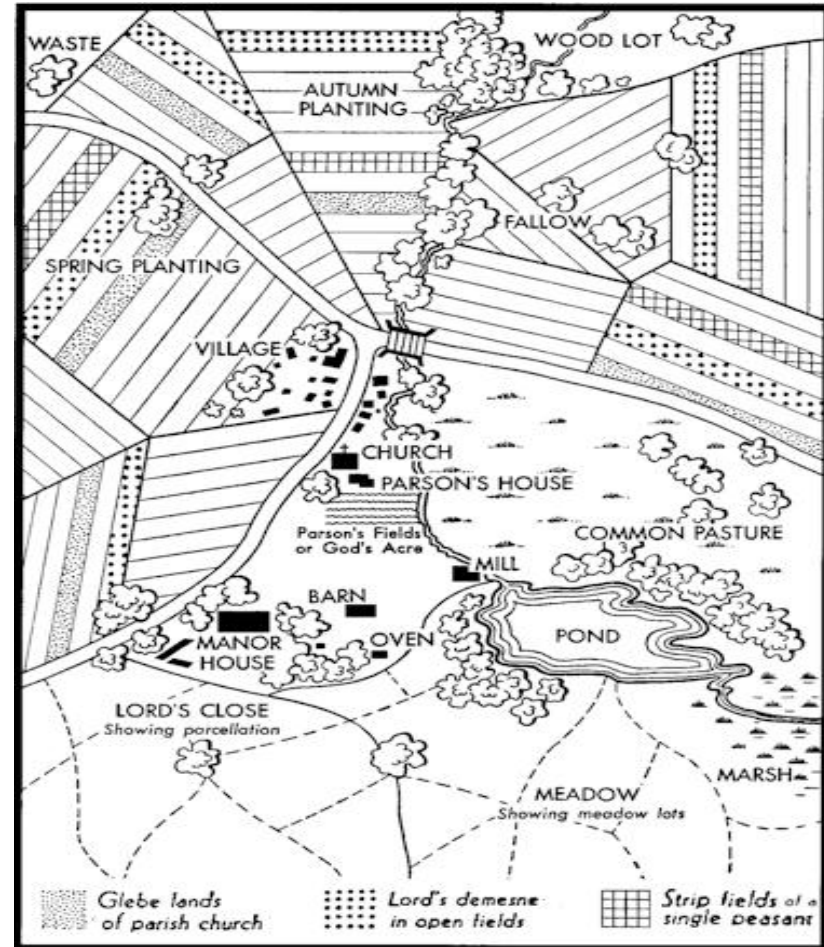 WASTE
WOOD LOT
AUTUMN
PLANTING
FALLOW
SPRING PLANTING
VILLAGE
CHURCH
PARSON'S HOUSE
Parson's Fields
or God's Acre
COMMON PASTURE
MILL
BARN
POND
MANOR
HOUSE
OVEN
LORD'S CLOSE
Showing parcellation
MARSH
MEADOW
Showing meadow lots
Glebe lands
of parish church
Lord's demesne
in open fields
Strip fields of a
single peasant